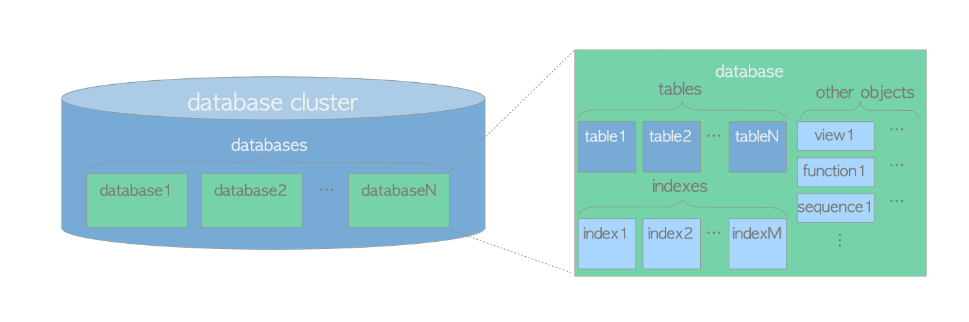 database cluster
databases
database1 database2 ... databaseN
database
tables
table1 table2 ... tableN
indexes
index1 index2 ... indexM
other objects
view1 ...
function1 ...
sequence1 ...
⋮